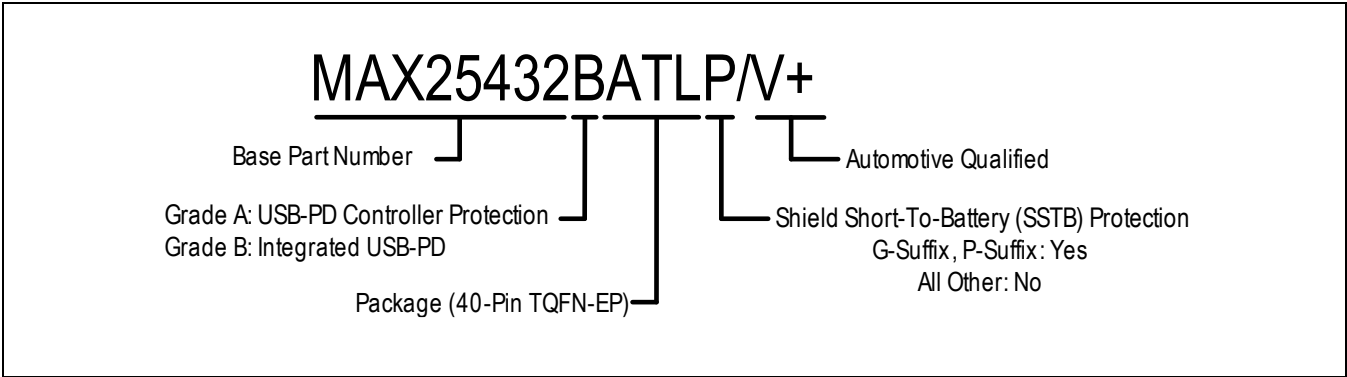 MAX25432BATLP/V+
Base Part Number
Automotive Qualified
Grade A: USB-PD Controller Protection
Grade B: Integrated USB-PD
Shield Short-To-Battery (SSTB) Protection
G-Suffix, P-Suffix: Yes
All Other: No
Package (40-Pin TQFN-EP)